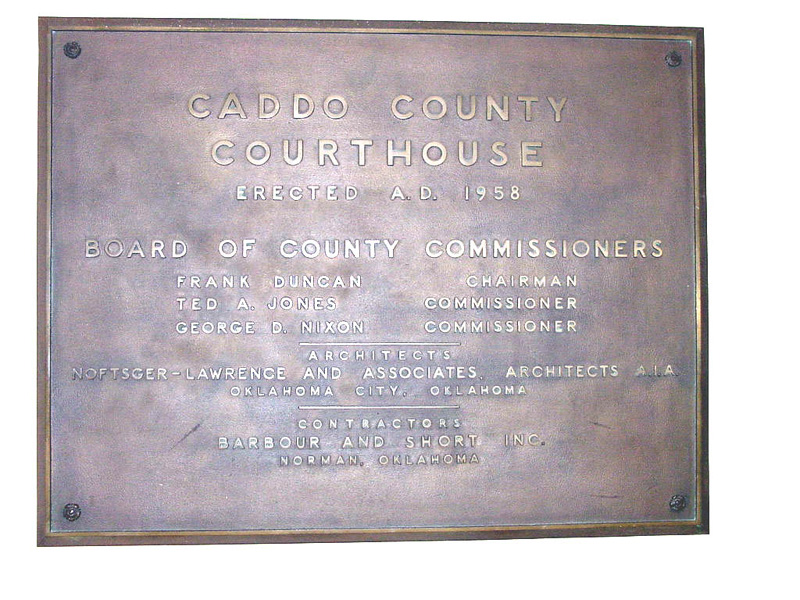 CADDO COUNTY
COURTHOUSE
ERECTED A.D. 1958
BOARD OF COUNTY COMMISSIONERS
FRANK DUNCAN CHAIRMAN
TED A. JONES COMMISSIONER
GEORGE D. NIXON COMMISSIONER
ARCHITECTS
NOFTSGER-LAWRENCE AND ASSOCIATES, ARCHITECTS A.I.A.
OKLAHOMA CITY, OKLAHOMA
CONTRACTORS
BARBOUR AND SHORT INC.
NORMAN, OKLAHOMA